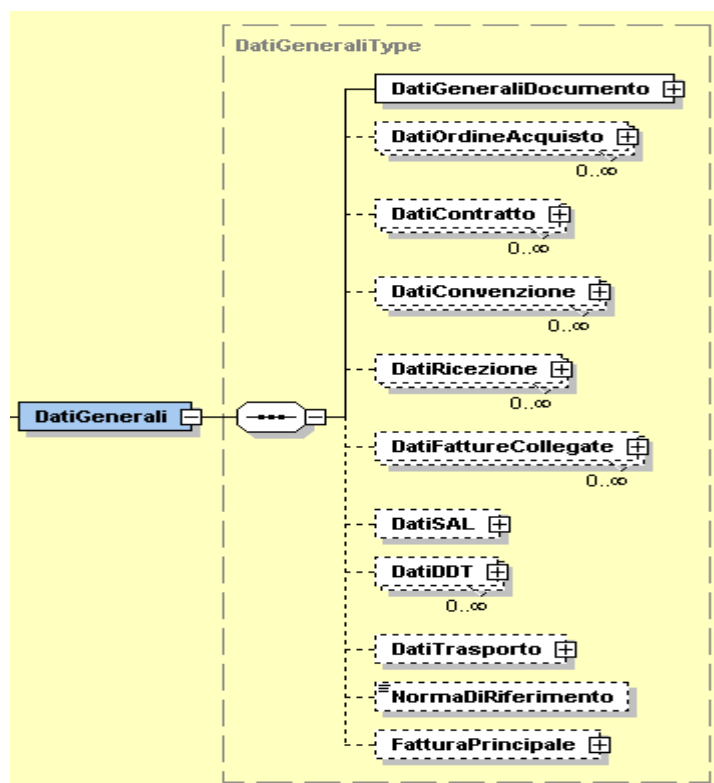 DatiGeneraliType
DatiGeneraliDocumento
DatiOrdineAcquisto
0..∞
DatiContratto
0..∞
DatiConvenzione
0..∞
DatiRicezione
0..∞
DatiGenerali
DatiFattureCollegate
0..∞
DatiSAL
DatiDDT
0..∞
DatiTrasporto
NormaDiRiferimento
FatturaPrincipale